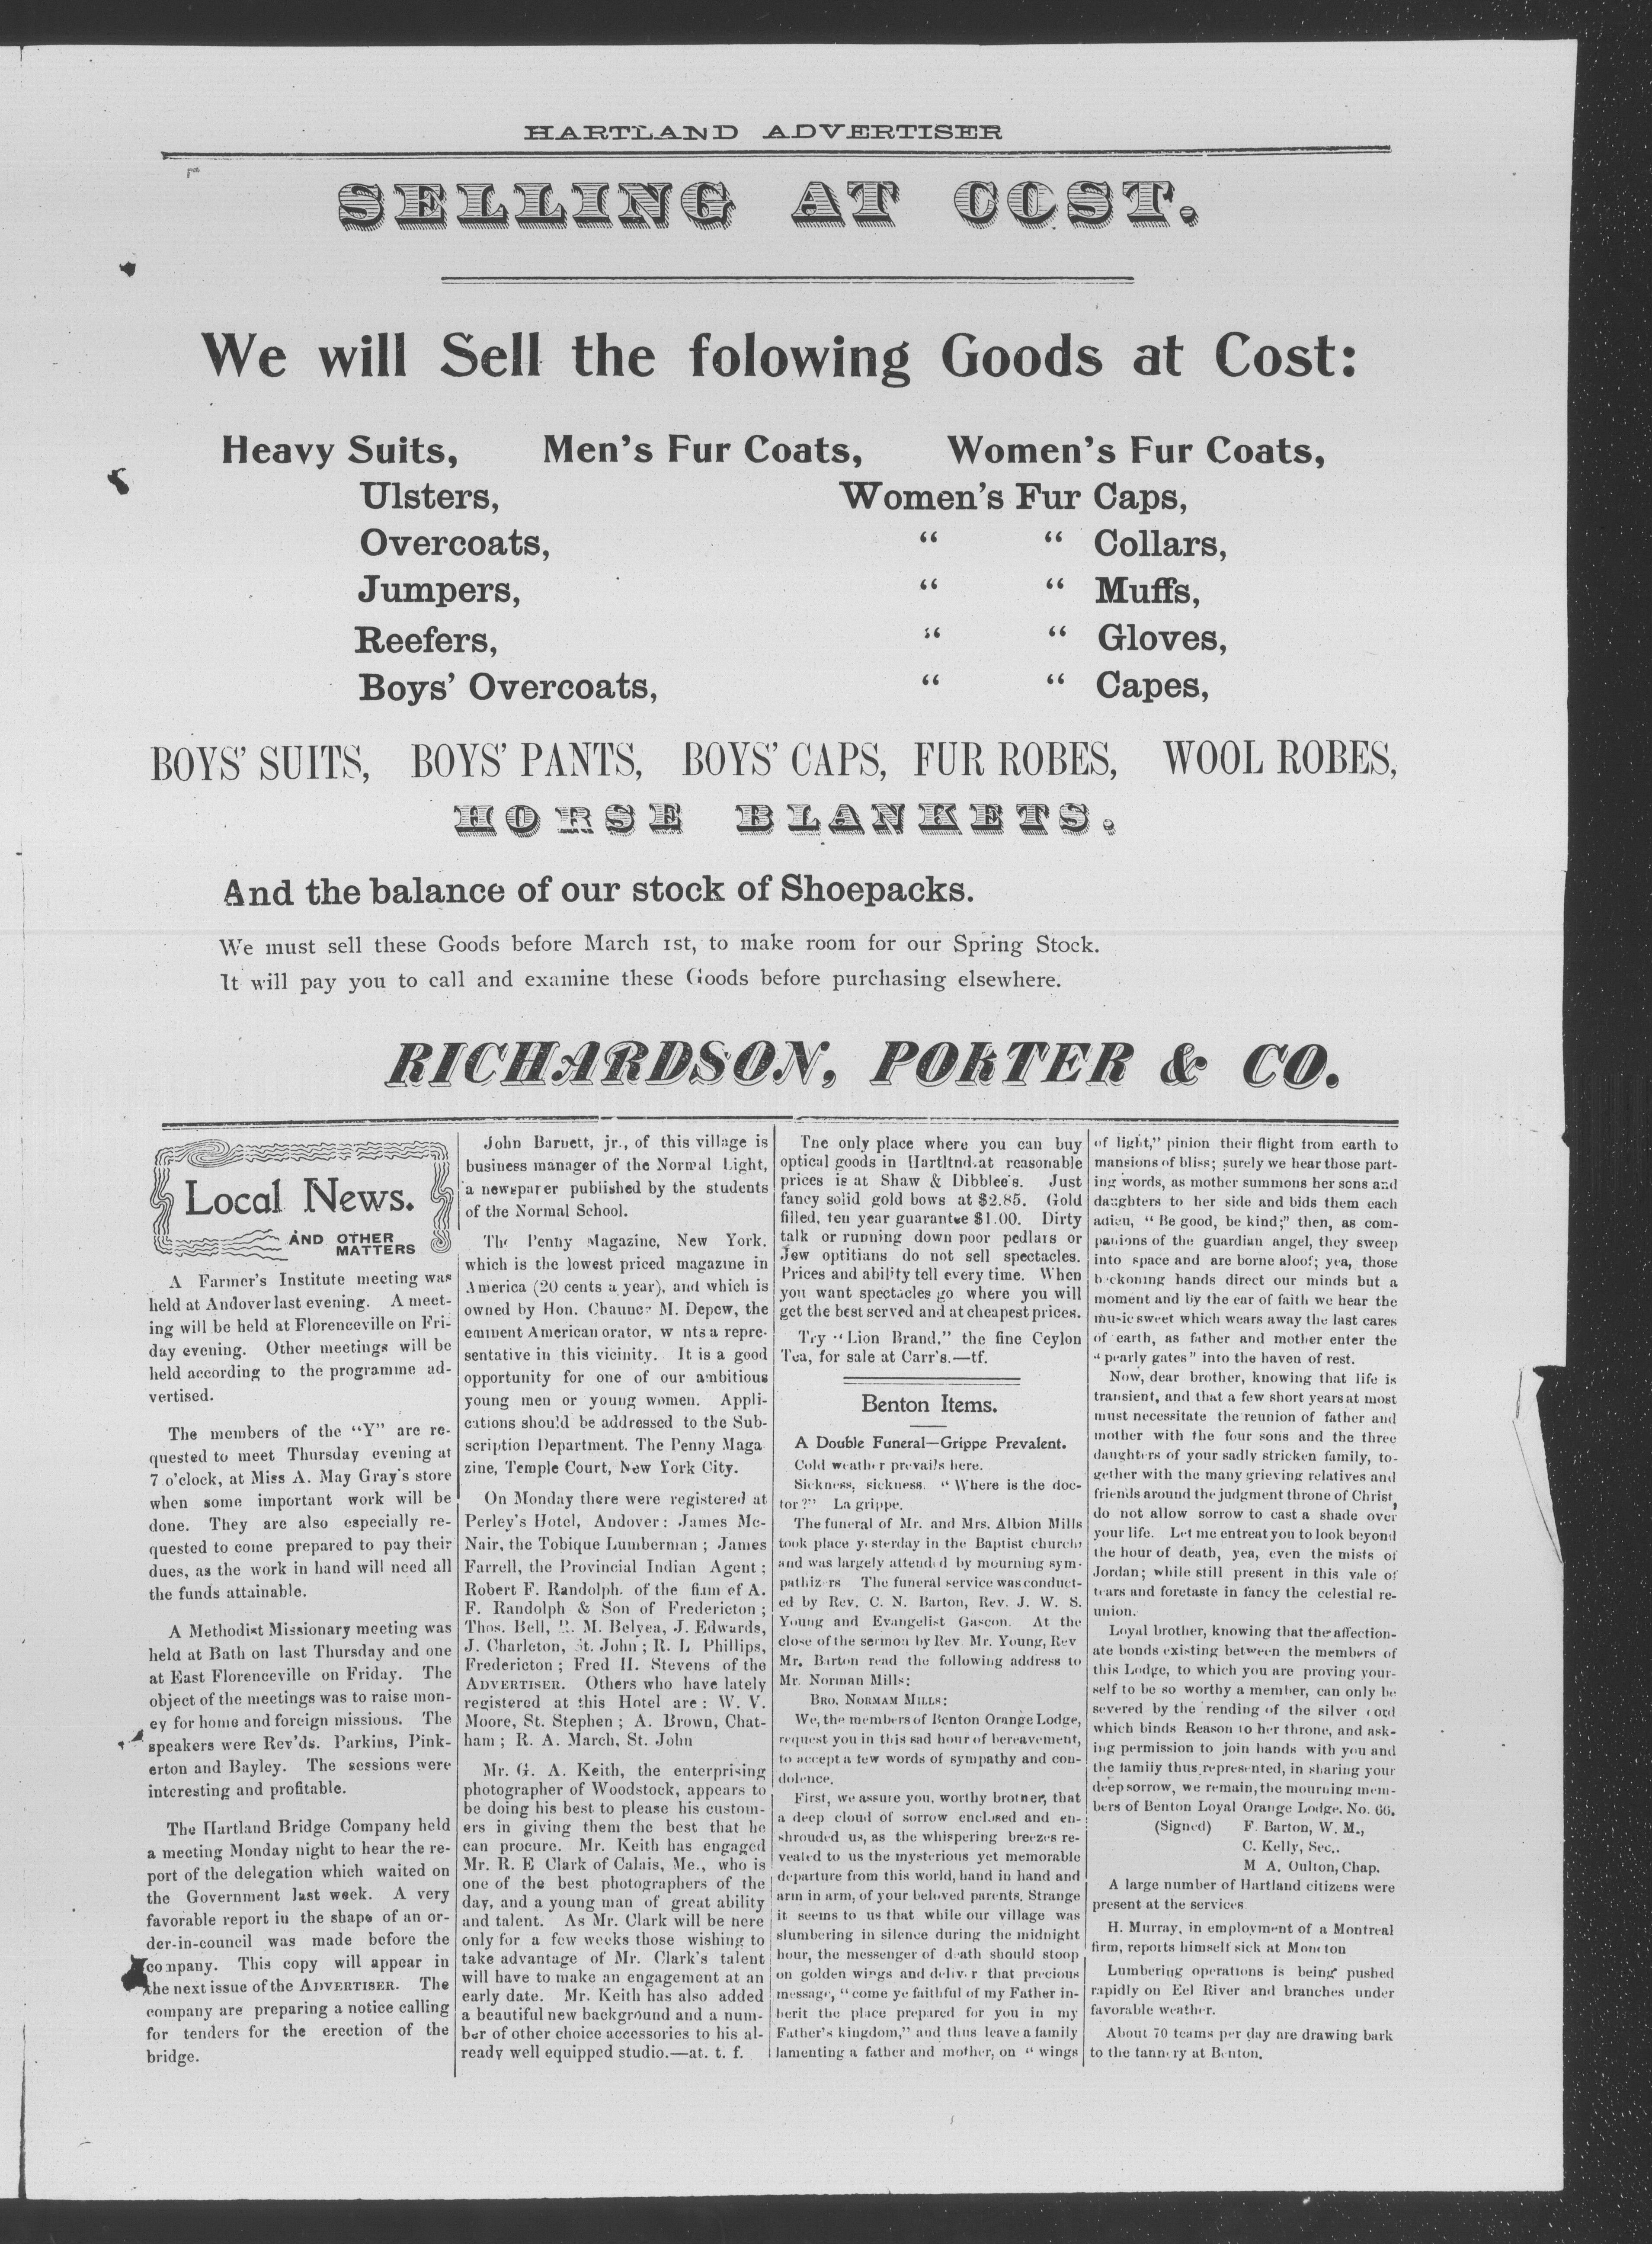 HARTLAND ADVERTISER
SELLING AT COST.
We will Sell the folowing Goods at Cost:
Heavy Suits, Men's Fur Coats, Women's Fur Coats,
Ulsters, Women's Fur Caps,
Overcoats, " " Collars,
Jumpers, " " Muffs,
Reefers, " " Gloves,
Boys' Overcoats, " " Capes,
BOYS' SUITS, BOYS' PANTS, BOYS' CAPS, FUR ROBES, WOOL ROBES,
HORSE BLANKETS.
And the balance of our stock of Shoepacks.
We must sell these Goods before March 1st, to make room for our Spring Stock.
It will pay you to call and examine these Goods before purchasing elsewhere.
RICHARDSON, PORTER & CO.
Local News.
AND OTHER
MATTERS
A Farmer's Institute meeting was
held at Andover last evening. A meet-
ing will be held at Florenceville on Fri-
day evening. Other meetings will be
held according to the programme ad-
vertised.
The members of the "Y" are re-
quested to meet Thursday evening at
7 o'clock, at Miss A. May Gray's store
when some important work will be
done. They are also especially re-
quested to come prepared to pay their
dues, as the work in hand will need all
the funds attainable.
A Methodist Missionary meeting was
held at Bath on last Thursday and one
at East Florenceville on Friday. The
object of the meetings was to raise mon-
ey for home and foreign missions. The
speakers were Rev'ds. Parkins, Pink-
erton and Bayley. The sessions were
interesting and profitable.
The Hartland Bridge Company held
a meeting Monday night to hear the re-
port of the delegation which waited on
the Government last week. A very
favorable report in the shape of an or-
der-in-council was made before the
company. This copy will appear in
the next issue of the ADVERTISER. The
company are preparing a notice calling
for tenders for the erection of the
bridge.
John Barnett, jr., of this village is
business manager of the Normal Light,
a newspaper published by the students
of the Normal School.
The Penny Magazine, New York,
which is the lowest priced magazine in
America (20 cents a year), and which is
owned by Hon. Chauncy M. Depew, the
eminent American orator, w nts a repre-
sentative in this vicinity. It is a good
opportunity for one of our ambitious
young men or young women. Appli-
cations should be addressed to the Sub-
scription Department. The Penny Maga
zine, Temple Court, New York City.
On Monday there were registered at
Perley's Hotel, Andover: James Mc-
Nair, the Tobique Lumberman; James
Farrell, the Provincial Indian Agent;
Robert F. Randolph. of the firm of A.
F. Randolph & Son of Fredericton;
Thos. Bell, R. M. Belyea, J. Edwards,
J. Charleton, St. John; R. L Phillips,
Fredericton; Fred H. Stevens of the
ADVERTISER. Others who have lately
registered at this Hotel are: W. V.
Moore, St. Stephen; A. Brown, Chat-
ham; R. A. March, St. John
Mr. G. A. Keith, the enterprising
photographer of Woodstock, appears to
be doing his best to please his custom-
ers in giving them the best that he
can procure. Mr. Keith has engaged
Mr. R. E Clark of Calais, Me., who is
one of the best photographers of the
day, and a young man of great ability
and talent. As Mr. Clark will be here
only for a few weeks those wishing to
take advantage of Mr. Clark's talent
will have to make an engagement at an
early date. Mr. Keith has also added
a beautiful new background and a num-
ber of other choice accessories to his al-
ready well equipped studio.—at. t. f.
Tne only place where you can buy
optical goods in Hartltnd.at reasonable
prices is at Shaw & Dibblee's. Just
fancy solid gold bows at $2.85. Gold
filled, ten year guarantee $1.00. Dirty
talk or running down poor pedlars or
Jew optitians do not sell spectacles.
Prices and ability tell every time. When
you want spectacles go where you will
get the best served and at cheapest prices.
Try "Lion Brand," the fine Ceylon
Tea, for sale at Carr's.—tf.
Benton Items.
A Double Funeral—Grippe Prevalent.
Cold weather prevails here.
Sickness, sickness. "Where is the doc-
tor?" La grippe.
The funeral of Mr. and Mrs. Albion Mills
took place yesterday in the Baptist church
and was largely attended by mourning sym-
pathizers The funeral service was conduct-
ed by Rev. C. N. Barton, Rev. J. W. S.
Young and Evangelist Gascon. At the
close of the sermon by Rev. Mr. Young, Rev
Mr. Barton read the following address to
Mr. Norman Mills:
BRO. NORMAM MILLS:
We, the members of Benton Orange Lodge,
request you in this sad hour of bereavement,
to accept a few words of sympathy and con-
dolence.
First, we assure you, worthy brother, that
a deep cloud of sorrow enclosed and en-
shrouded us, as the whispering breezes re-
vealed to us the mysterious yet memorable
departure from this world, hand in hand and
arm in arm, of your beloved parents. Strange
it seems to us that while our village was
slumbering in silence during the midnight
hour, the messenger of death should stoop
on golden wings and deliver that precious
message, "come ye faithful of my Father in-
herit the place prepared for you in my
Father's kingdom," and thus leave a family
lamenting a father and mother, on "wings
of light," pinion their flight from earth to
mansions of bliss; surely we hear those part-
ing words, as mother summons her sons and
daughters to her side and bids them each
adieu, "Be good, be kind;" then, as com-
panions of the guardian angel, they sweep
into space and are borne aloof; yea, those
beckoning hands direct our minds but a
moment and by the ear of faith we hear the
music sweet which wears away the last cares
of earth, as father and mother enter the
"pearly gates" into the haven of rest.
Now, dear brother, knowing that life is
transient, and that a few short years at most
must necessitate the reunion of father and
mother with the four sons and the three
daughters of your sadly stricken family, to-
gether with the many grieving relatives and
friends around the judgment throne of Christ,
do not allow sorrow to cast a shade over
your life. Let me entreat you to look beyond
the hour of death, yea, even the mists of
Jordan; while still present in this vale of
tears and foretaste in fancy the celestial re-
union.
Loyal brother, knowing that the affection-
ate bonds existing between the members of
this Lodge, to which you are proving your-
self to be so worthy a member, can only be
severed by the rending of the silver cord
which binds Reason to her throne, and ask-
ing permission to join hands with you and
the family thus represented, in sharing your
deep sorrow, we remain, the mourning mem-
bers of Benton Loyal Orange Lodge, No. 66.
(Signed) F. Barton, W. M.,
C. Kelly, Sec..
M A. Oulton, Chap.
A large number of Hartland citizens were
present at the services.
H. Murray, in employment of a Montreal
firm, reports himself sick at Moncton
Lumbering operations is being pushed
rapidly on Eel River and branches under
favorable weather.
About 70 teams per day are drawing bark
to the tannery at Benton.